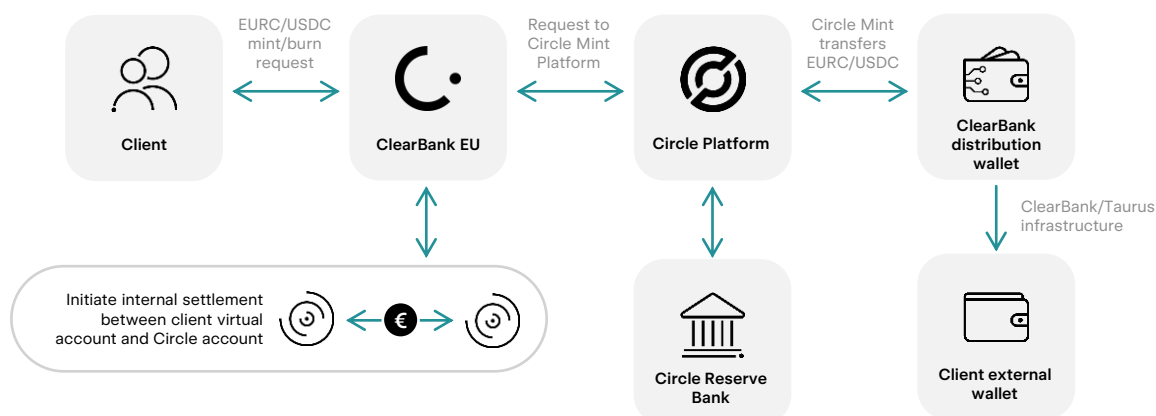 EURC/USDC
mint/burn
request
Request to
Circle Mint
Platform
Circle Mint
transfers
EURC/USDC
Client
ClearBank EU
Circle Platform
ClearBank
distribution
wallet
ClearBank/Taurus
infrastructure
Initiate internal settlement
between client virtual
account and Circle account
€
Circle Reserve
Bank
Client external
wallet